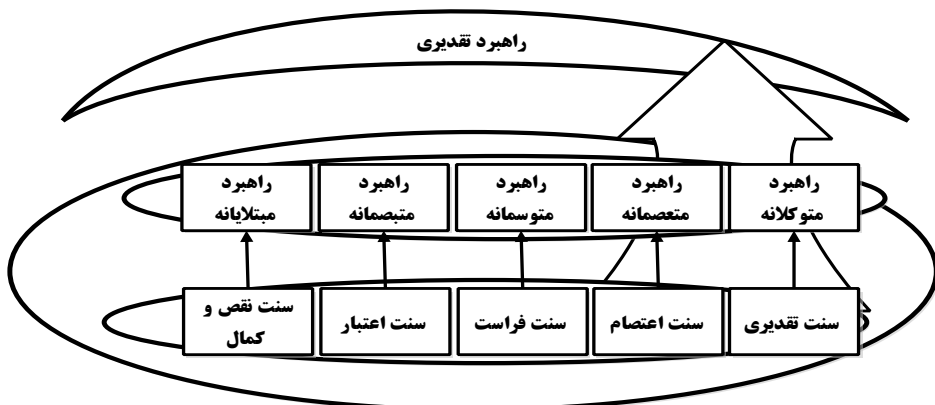 راهبرد تقدیری
راهبرد
متوکلانه
راهبرد
متعصمانه
راهبرد
متوسمانه
راهبرد
متبصمانه
راهبرد
مبتلایانه
سنت تقدیری
سنت اعتصام
سنت فراست
سنت اعتبار
سنت نقص و
کمال